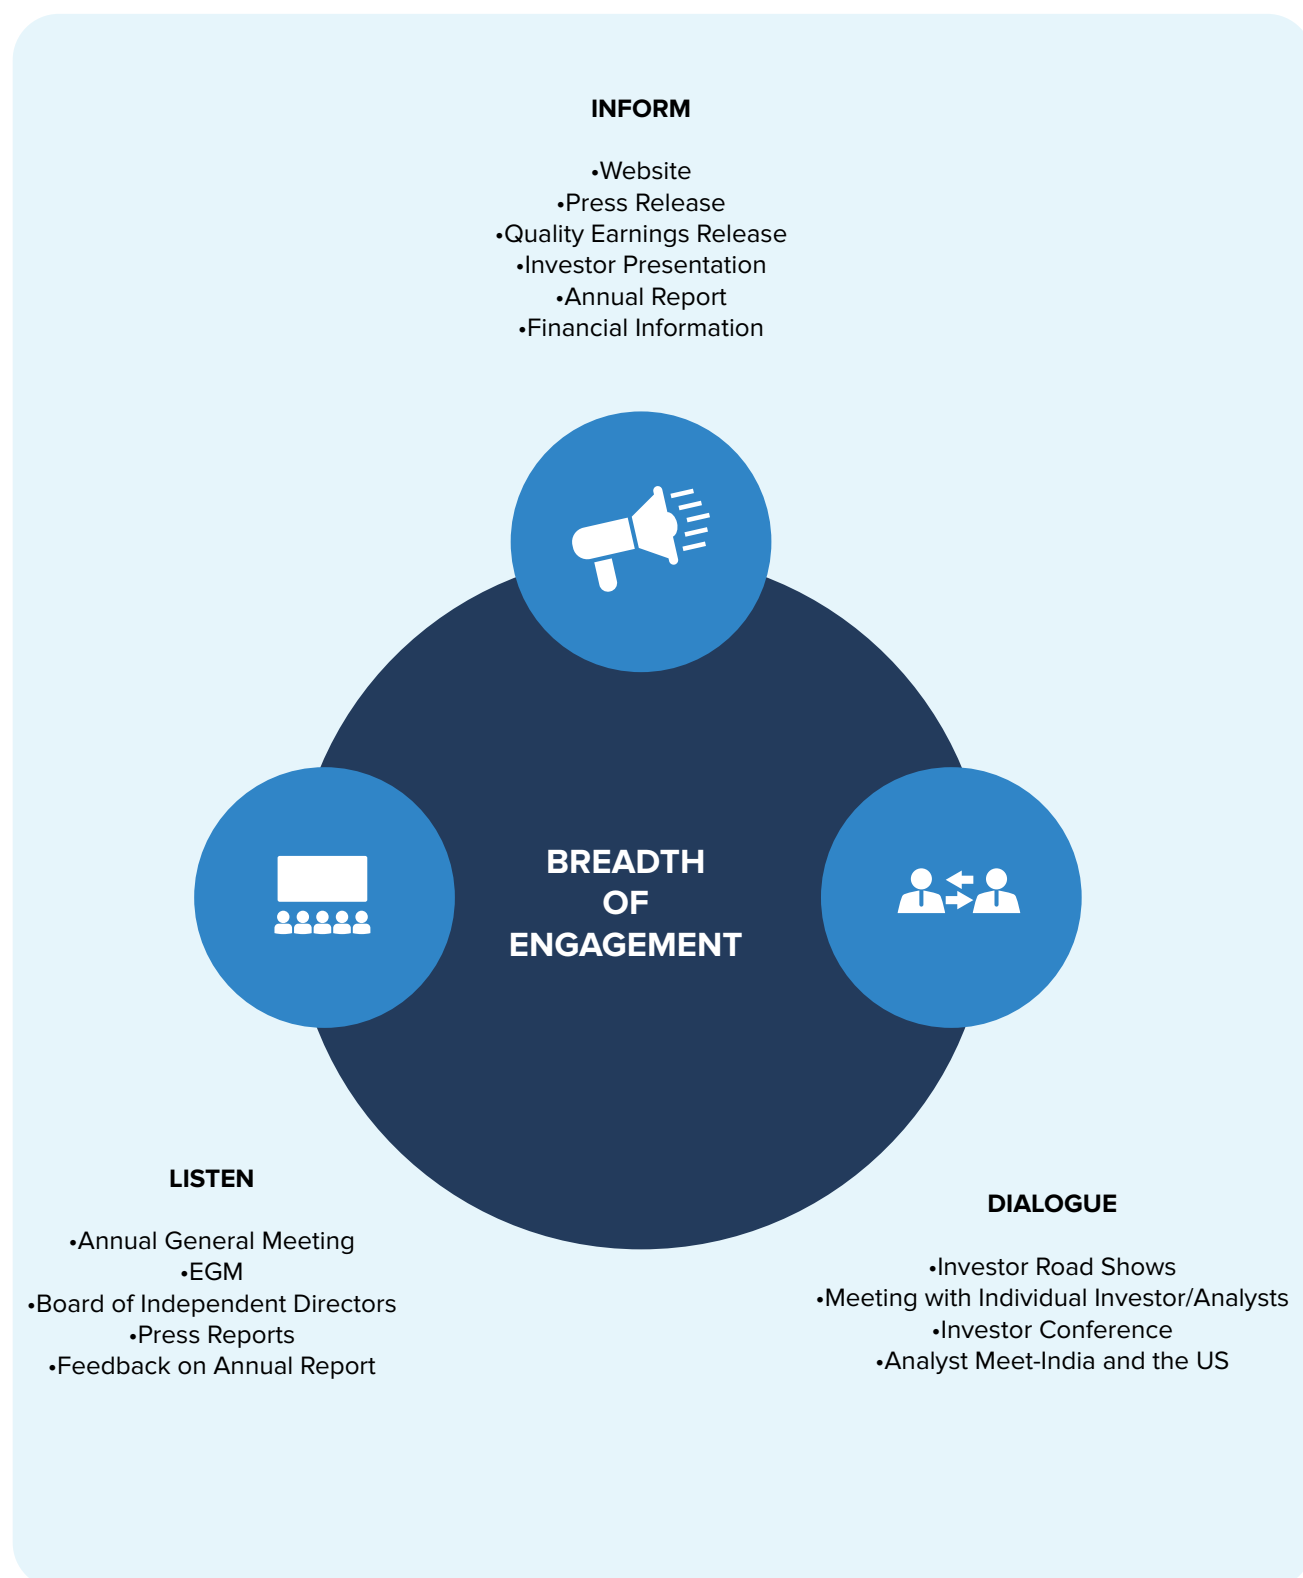 INFORM
•Website
•Press Release
•Quality Earnings Release
•Investor Presentation
•Annual Report
•Financial Information
BREADTH
OF
ENGAGEMENT
LISTEN
•Annual General Meeting
•EGM
•Board of Independent Directors
•Press Reports
•Feedback on Annual Report
DIALOGUE
•Investor Road Shows
•Meeting with Individual Investor/Analysts
•Investor Conference
•Analyst Meet-India and the US